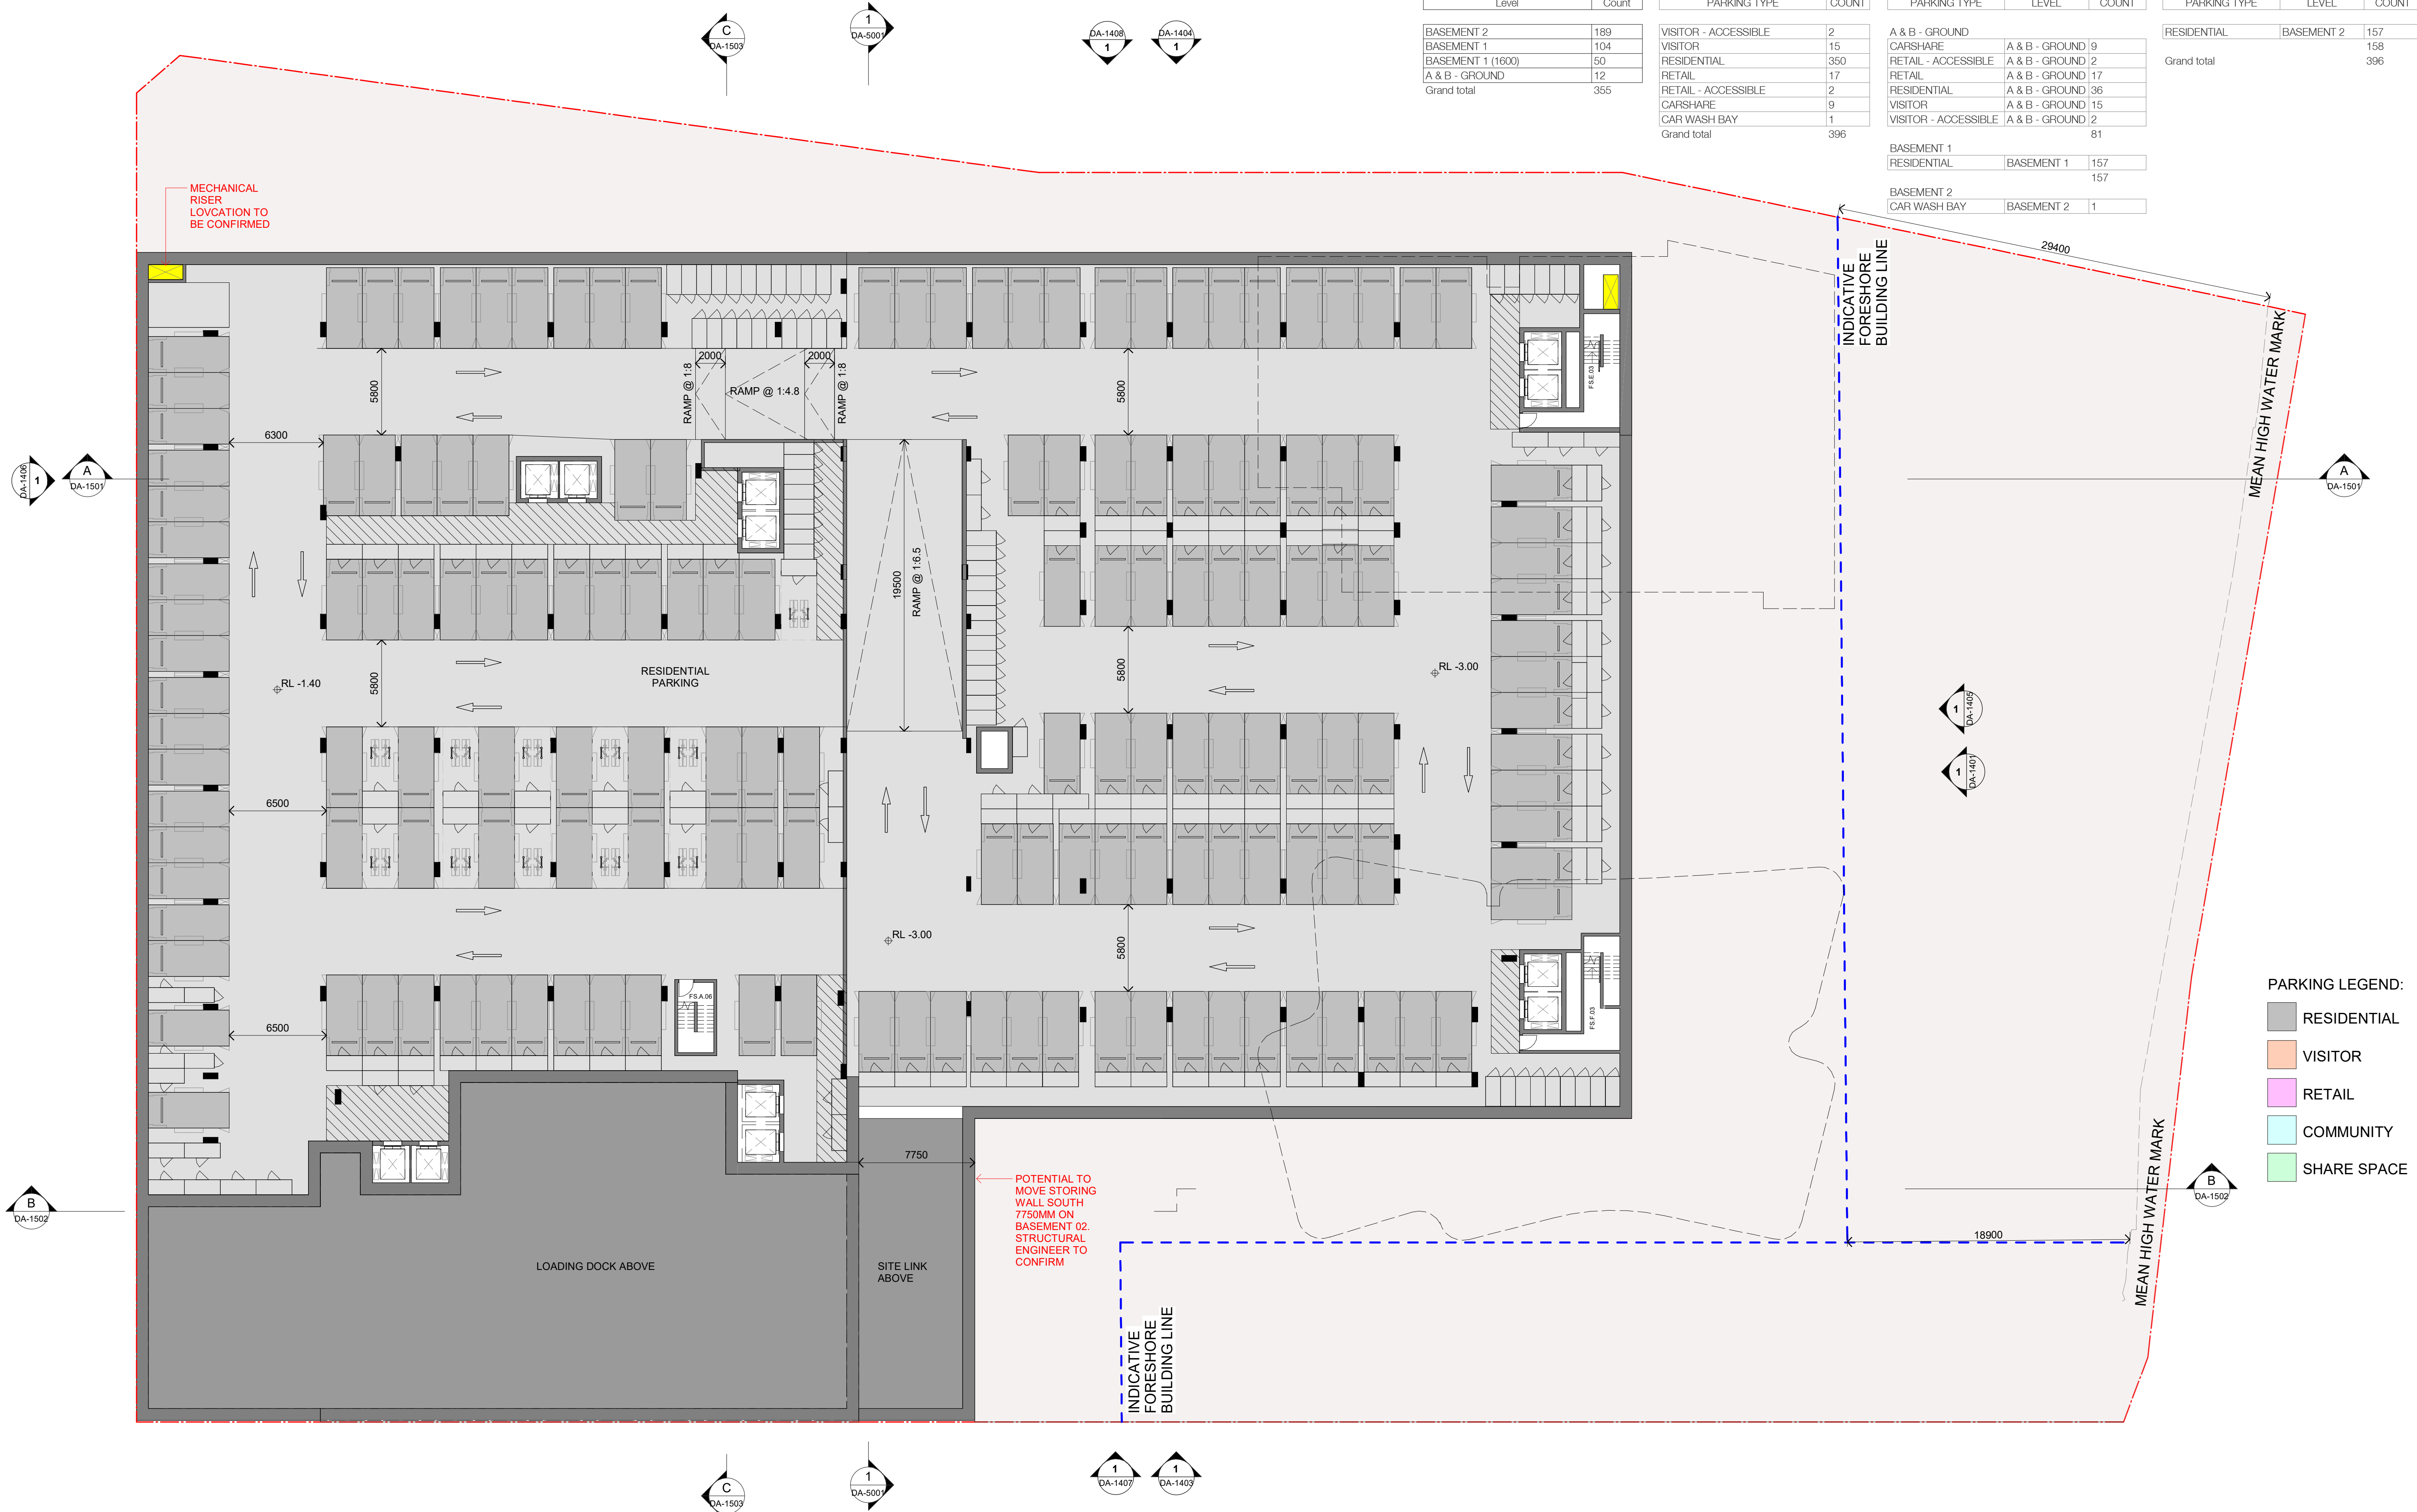 Level Count
BASEMENT 2 189
BASEMENT 1 104
BASEMENT 1 (1600) 50
A & B - GROUND 12
Grand total 355
PARKING TYPE COUNT
VISITOR - ACCESSIBLE 2
VISITOR 15
RESIDENTIAL 350
RETAIL 17
RETAIL - ACCESSIBLE 2
CARSHARE 9
CAR WASH BAY 1
Grand total 396
PARKING TYPE LEVEL COUNT
A & B - GROUND
CARSHARE A & B - GROUND 9
RETAIL - ACCESSIBLE A & B - GROUND 2
RETAIL A & B - GROUND 17
RESIDENTIAL A & B - GROUND 36
VISITOR A & B - GROUND 15
VISITOR - ACCESSIBLE A & B - GROUND 2
81
BASEMENT 1
RESIDENTIAL BASEMENT 1 157
157
BASEMENT 2
CAR WASH BAY BASEMENT 2 1
PARKING TYPE LEVEL COUNT
RESIDENTIAL BASEMENT 2 157
158
Grand total 396
C
DA-1503
1
DA-5001
DA-1408
1
DA-1404
1
MECHANICAL
RISER
LOVCATION TO
BE CONFIRMED
29400
INDICATIVE
FORESHORE
BUILDING LINE
MEAN HIGH WATER MARK
5800
2000
2000
RAMP @ 1:8
RAMP @ 1:4.8
RAMP @ 1:8
5800
FS.E.03
6300
DA-1406
1
A
DA-1501
A
DA-1501
19500
RAMP @ 1:6.5
RL -1.40
5800
RESIDENTIAL
PARKING
5800
RL -3.00
1
DA-1405
1
DA-1401
6500
RL -3.00
5800
6500
FS.A.06
FS.F.03
PARKING LEGEND:
RESIDENTIAL
VISITOR
RETAIL
COMMUNITY
SHARE SPACE
7750
POTENTIAL TO
MOVE STORING
WALL SOUTH
7750MM ON
BASEMENT 02.
STRUCTURAL
ENGINEER TO
CONFIRM
B
DA-1502
B
DA-1502
18900
MEAN HIGH WATER MARK
LOADING DOCK ABOVE
SITE LINK
ABOVE
INDICATIVE
FORESHORE
BUILDING LINE
C
DA-1503
1
DA-5001
1
DA-1407
1
DA-1403